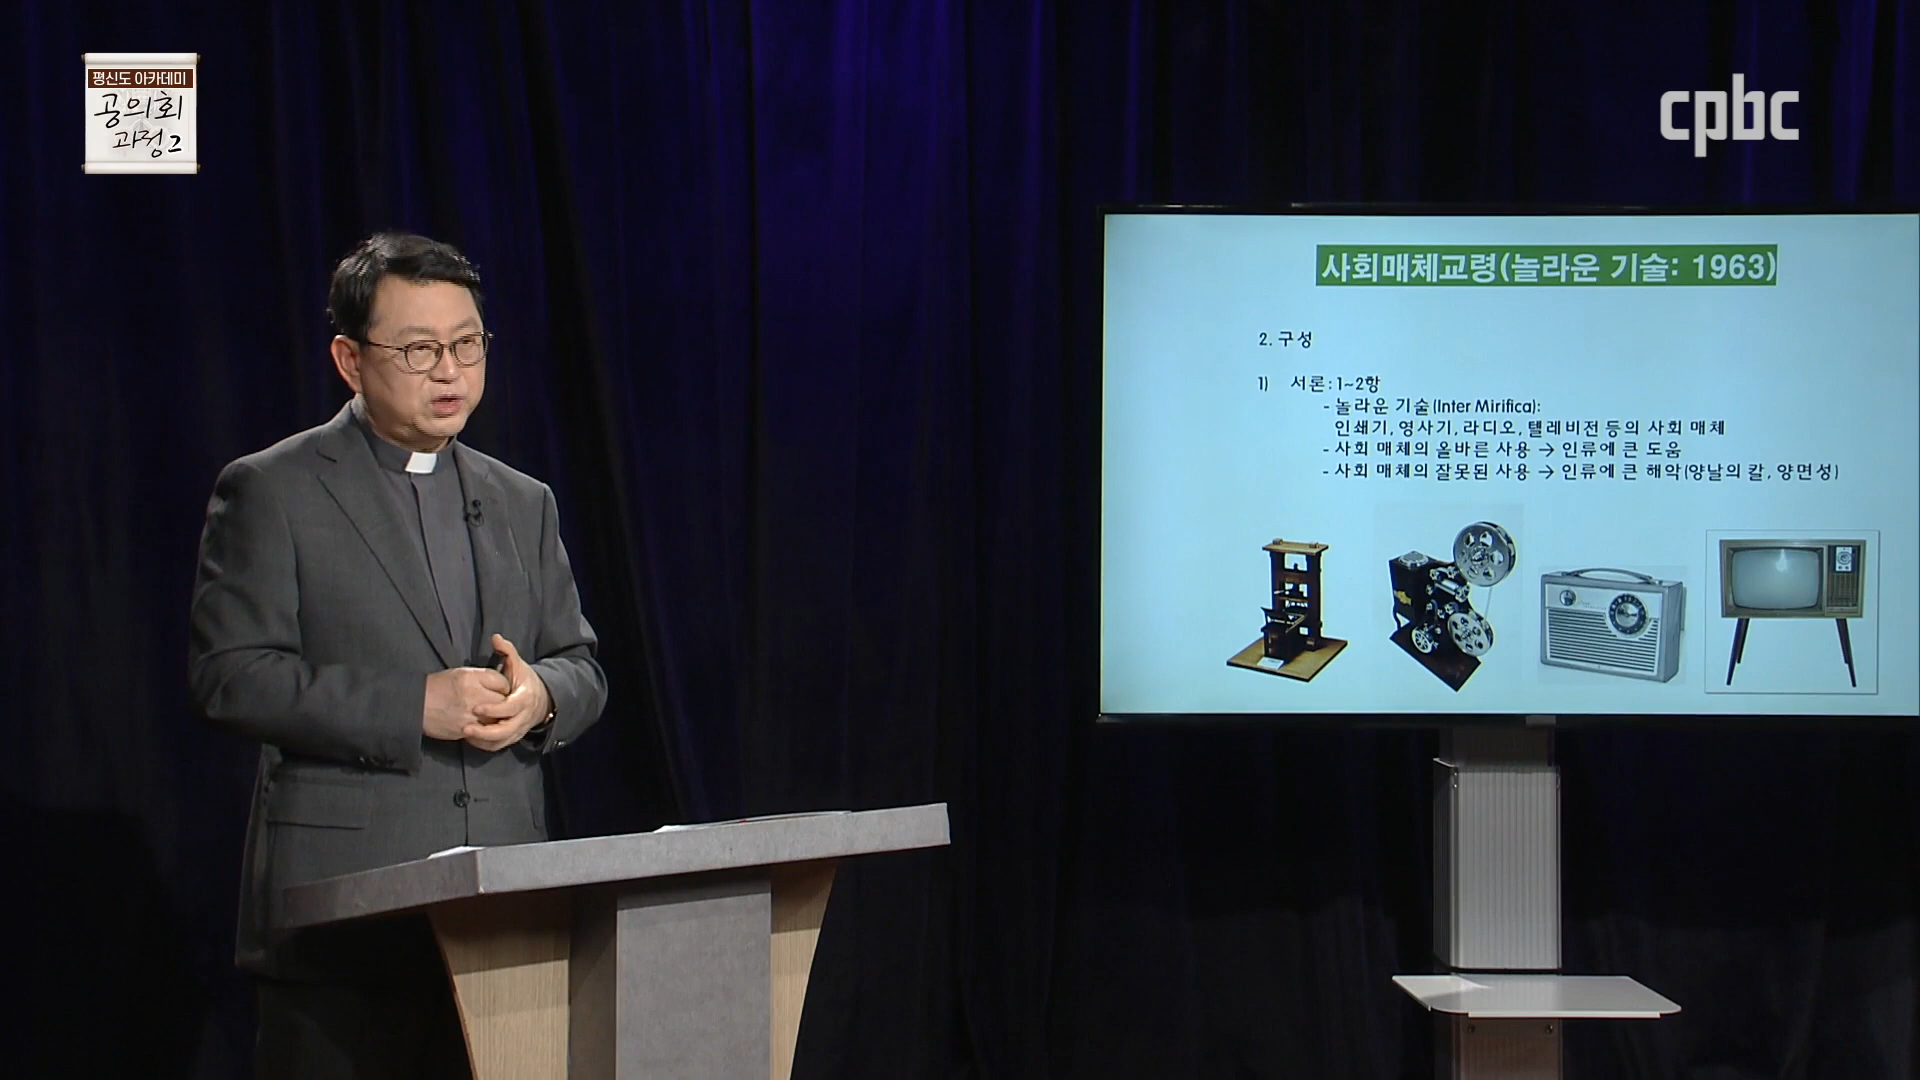 평신도 아카데미
공의회
과정 2
cpbc
사회매체교령(놀라운 기술: 1963)
2. 구성
1) 서론 : 1~2항
- 놀라운 기술(Inter Mirifica):
인쇄기, 영사기, 라디오, 텔레비전 등의 사회 매체
- 사회 매체의 올바른 사용 → 인류에 큰 도움
- 사회 매체의 잘못된 사용 → 인류에 큰 해악(양날의 칼, 양면성)